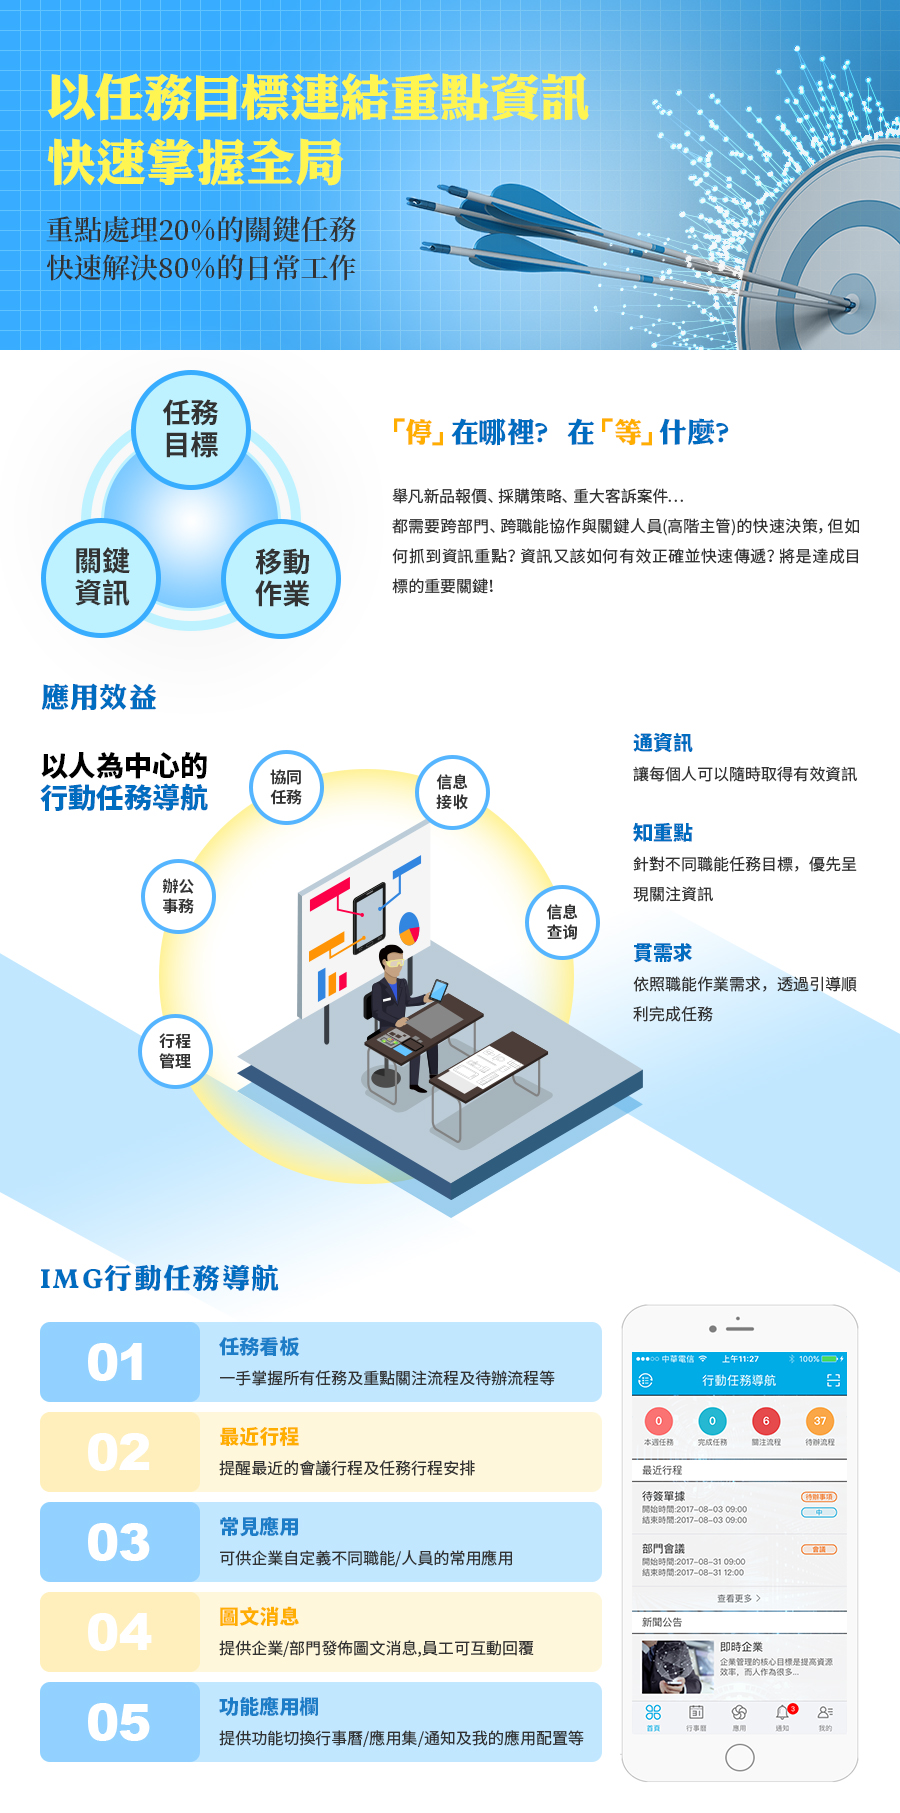 以任務目標連結重點資訊
快速掌握全局
重點處理20%的關鍵任務
快速解決80%的日常工作
任務
目標
關鍵
資訊
移動
作業
「停」在哪裡? 在「等」什麼?
舉凡新品報價、採購策略、重大客訴案件...
都需要跨部門、跨職能協作與關鍵人員(高階主管)的快速決策,但如
何抓到資訊重點?資訊又該如何有效正確並快速傳遞?將是達成目
標的重要關鍵!
應用效益
以人為中心的
行動任務導航
協同
任務
信息
接收
辦公
事務
信息
查询
行程
管理
通資訊
讓每個人可以隨時取得有效資訊
知重點
針對不同職能任務目標，優先呈
現關注資訊
貫需求
依照職能作業需求，透過引導順
利完成任務
IMG行動任務導航
01
任務看板
一手掌握所有任務及重點關注流程及待辦流程等
02
最近行程
提醒最近的會議行程及任務行程安排
03
常見應用
可供企業自定義不同職能/人員的常用應用
04
圖文消息
提供企業/部門發佈圖文消息,員工可互動回覆
05
功能應用欄
提供功能切換行事曆/應用集/通知及我的應用配置等
中華電信 上午11:27 100%
行動任務導航
0 0 6 37
本週任務 完成任務 關注流程 待辦流程
最近行程
待簽單據 待辦事項
開始時間:2017-08-03 09:00 中
結束時間:2017-08-03 09:00
部門會議 會議
開始時間:2017-08-31 09:00
結束時間:2017-08-31 12:00
查看更多 >
新聞公告
即時企業
企業管理的核心目標是提高資源
效率，而人作為很多...
31 3
首頁 行事曆 應用 通知 我的